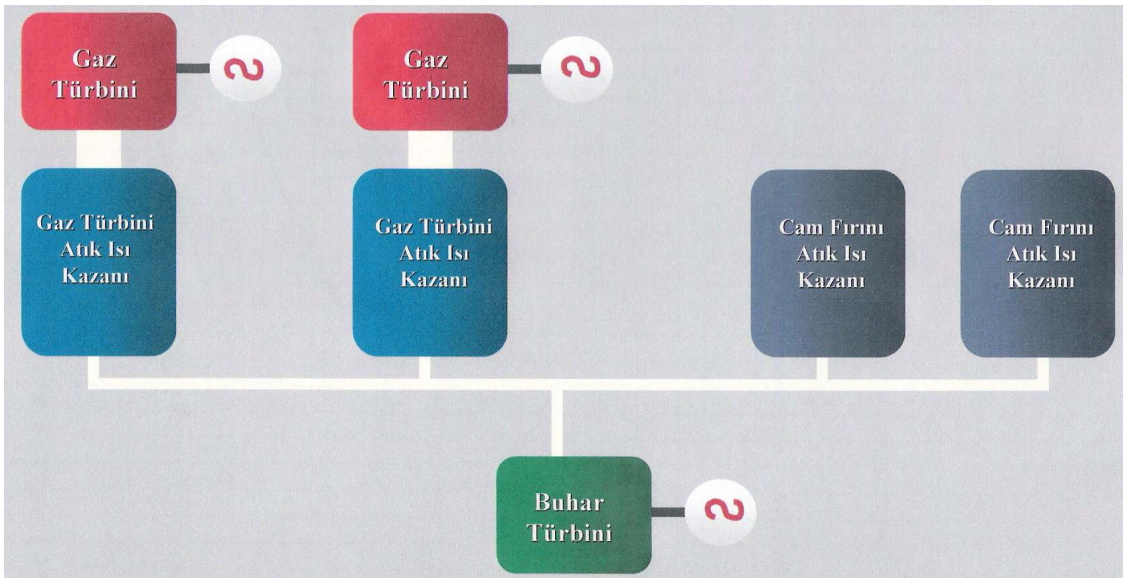 Gaz
Türbini
Gaz
Türbini
Gaz Türbini
Atık Isı
Kazanı
Gaz Türbini
Atık Isı
Kazanı
Cam Fırını
Atık Isı
Kazanı
Cam Fırını
Atık Isı
Kazanı
Buhar
Türbini